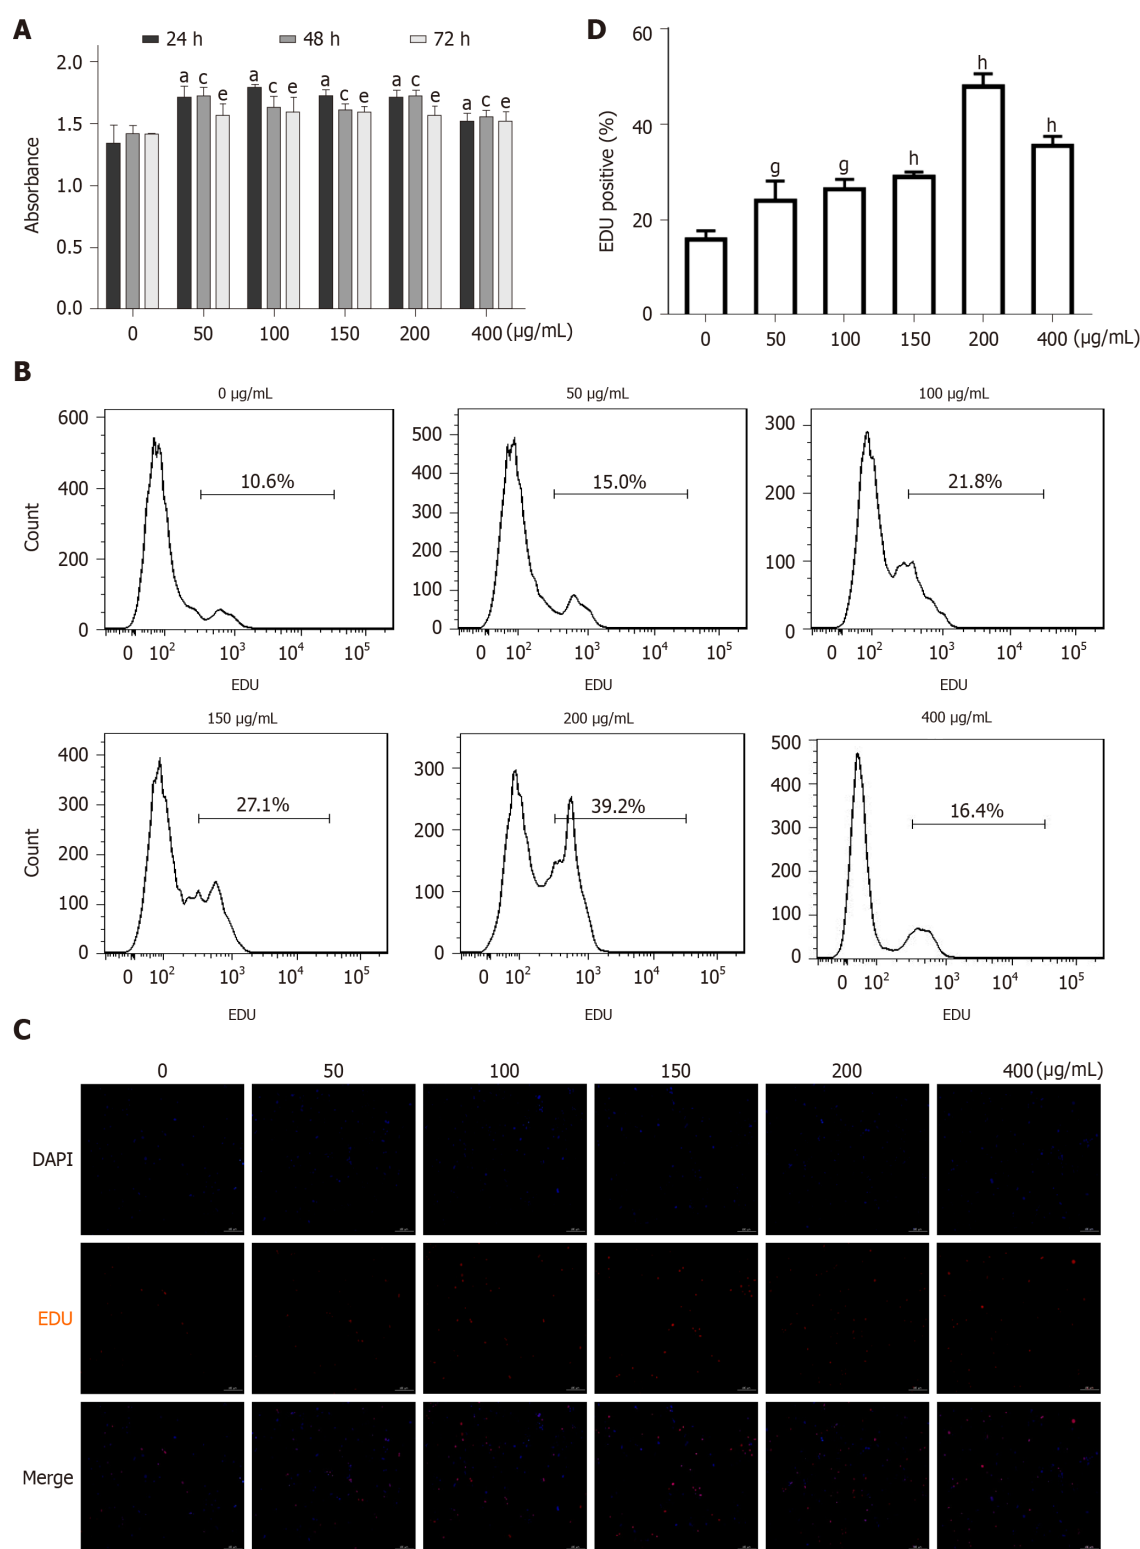 A
24 h 48 h 72 h
Absorbance
2.0
1.5
1.0
0.5
0.0
a c e a c e a c e a c e a c e
0 50 100 150 200 400 (µg/mL)
D
EDU positive (%)
60
40
20
0
g g h h h
0 50 100 150 200 400 (µg/mL)
B
0 µg/mL
Count
600
400
200
0
10.6%
0 10² 10³ 10⁴ 10⁵
EDU
50 µg/mL
500
400
300
200
100
0
15.0%
0 10² 10³ 10⁴ 10⁵
EDU
100 µg/mL
300
200
100
0
21.8%
0 10² 10³ 10⁴ 10⁵
EDU
150 µg/mL
Count
400
300
200
100
0
27.1%
0 10² 10³ 10⁴ 10⁵
EDU
200 µg/mL
300
200
100
0
39.2%
0 10² 10³ 10⁴ 10⁵
EDU
400 µg/mL
500
400
300
200
100
0
16.4%
0 10² 10³ 10⁴ 10⁵
EDU
C
0 50 100 150 200 400 (µg/mL)
DAPI
EDU
Merge